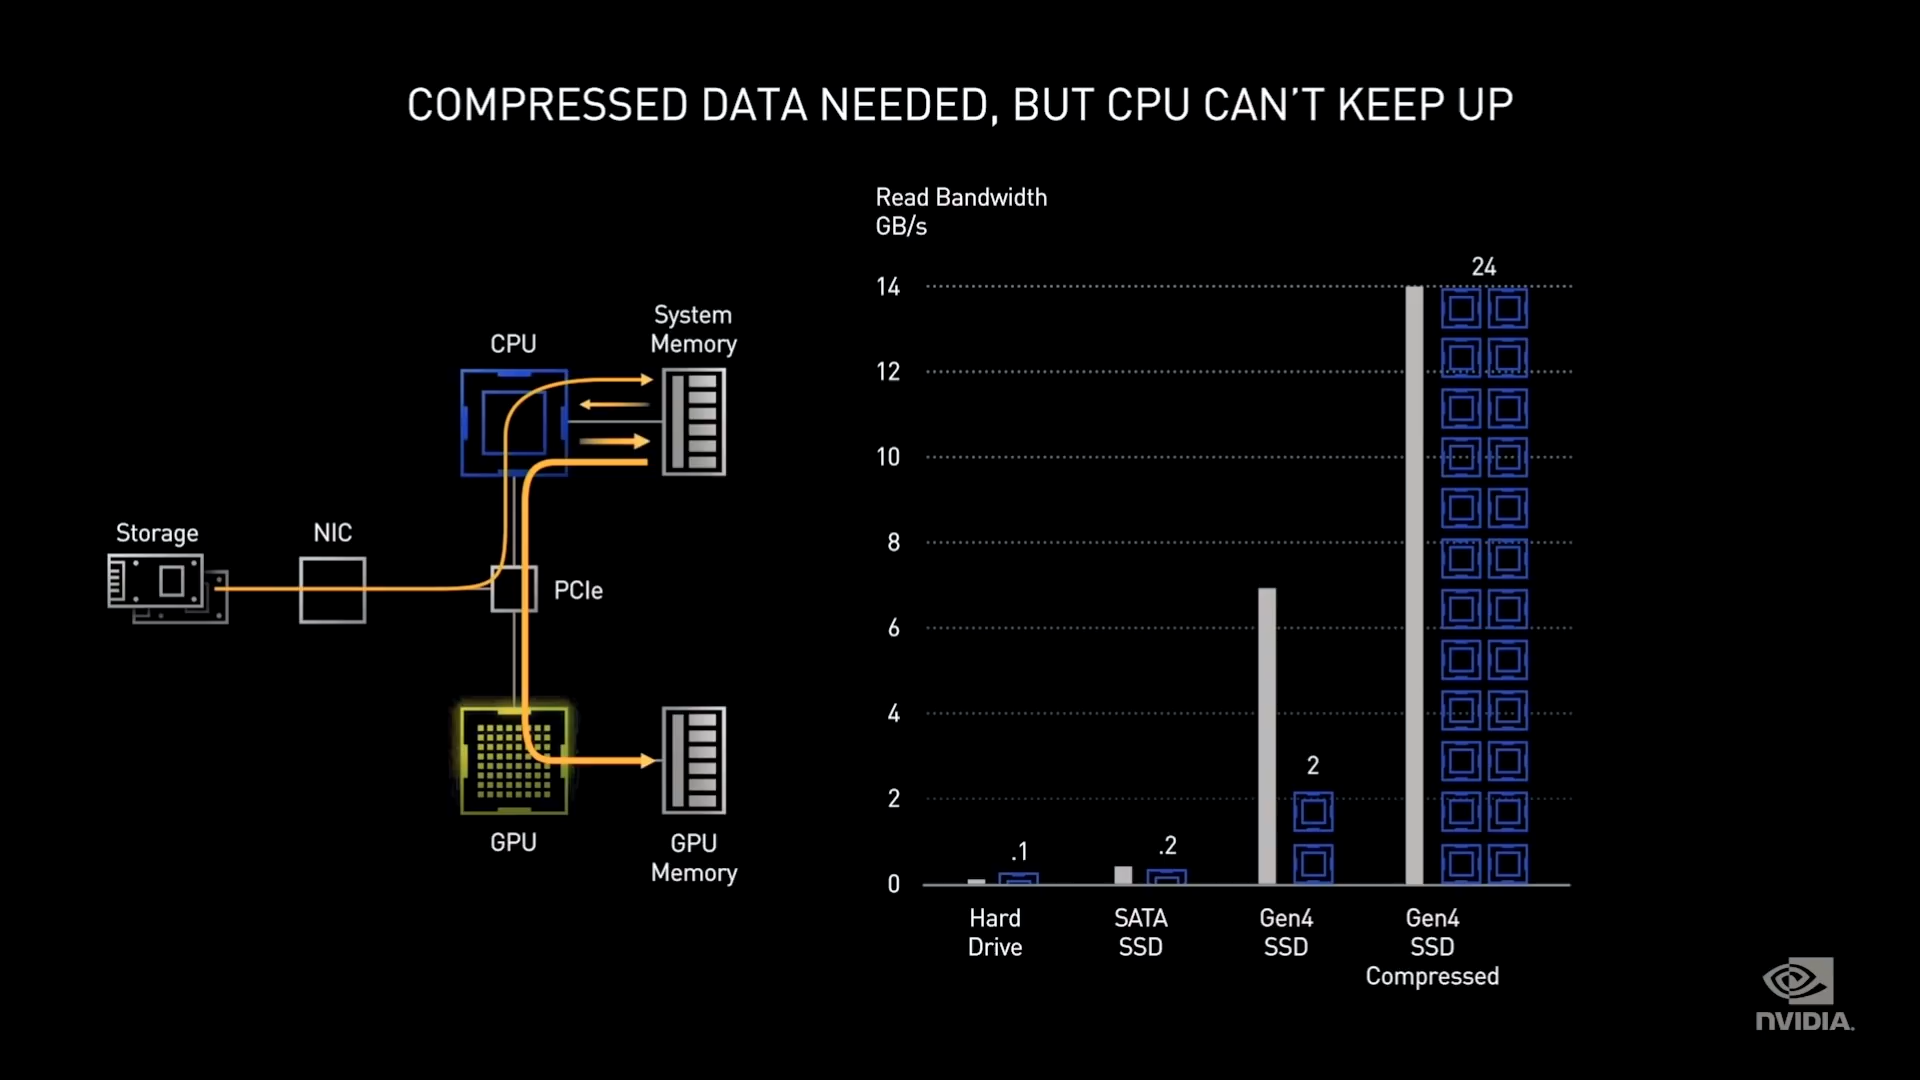 COMPRESSED DATA NEEDED, BUT CPU CAN'T KEEP UP
Read Bandwidth
GB/s
System
Memory
CPU
Storage
NIC
PCIe
GPU
GPU
Memory
14
12
10
8
6
4
2
0
.1
.2
2
24
Hard
Drive
SATA
SSD
Gen4
SSD
Gen4
SSD
Compressed
NVIDIA.